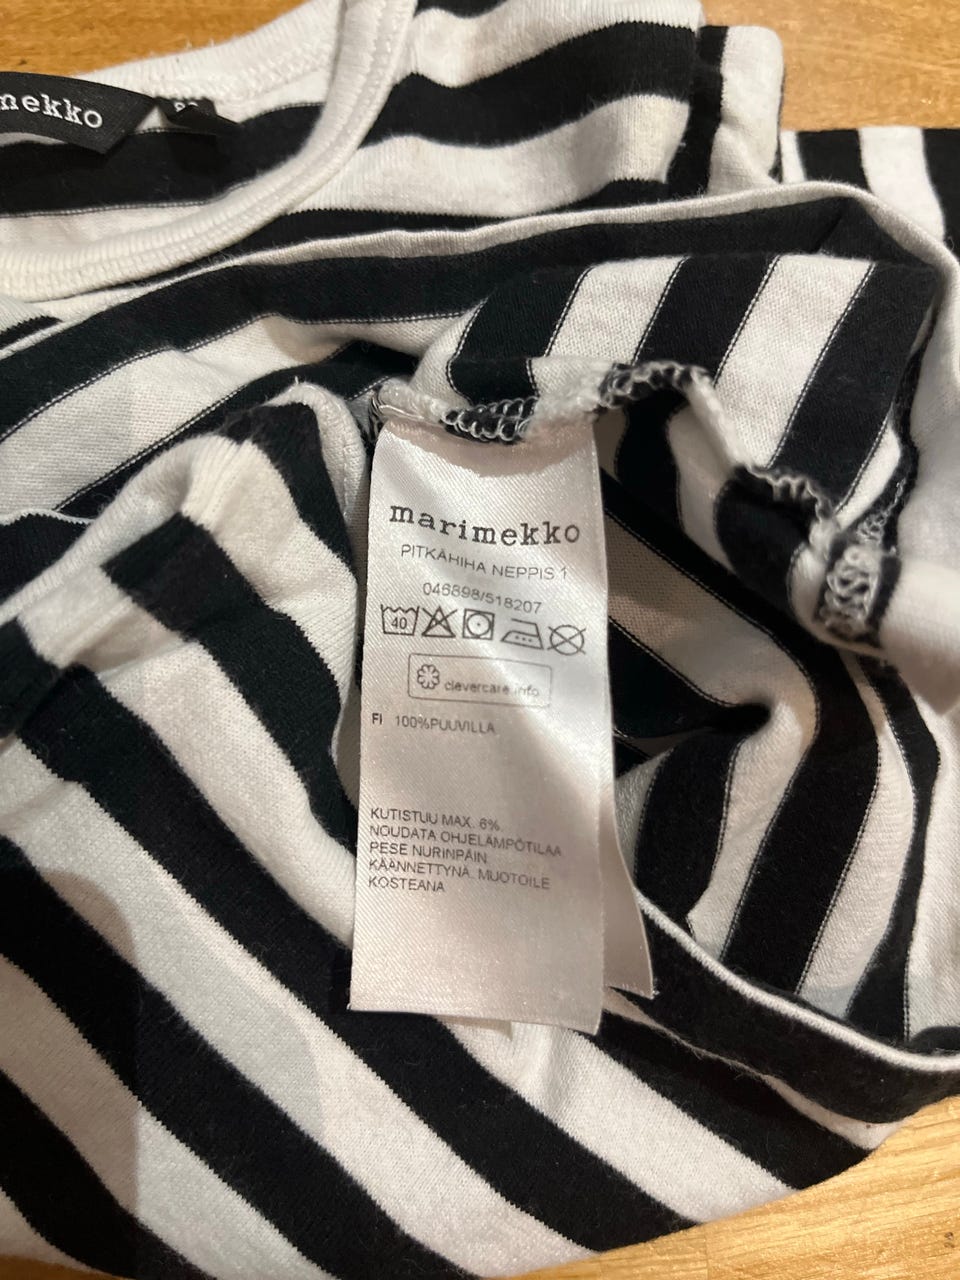 mekko
marimekko
PITKÄHIHA NEPPIS 1
046898/518207
40
clevercare.info
FI 100%PUUVILLA
KUTISTUU MAX. 6%.
NOUDATA OHJELÄMPÖTILAA
PESE NURINPÄIN
KÄÄNNETTYNÄ. MUOTOILE
KOSTEANA